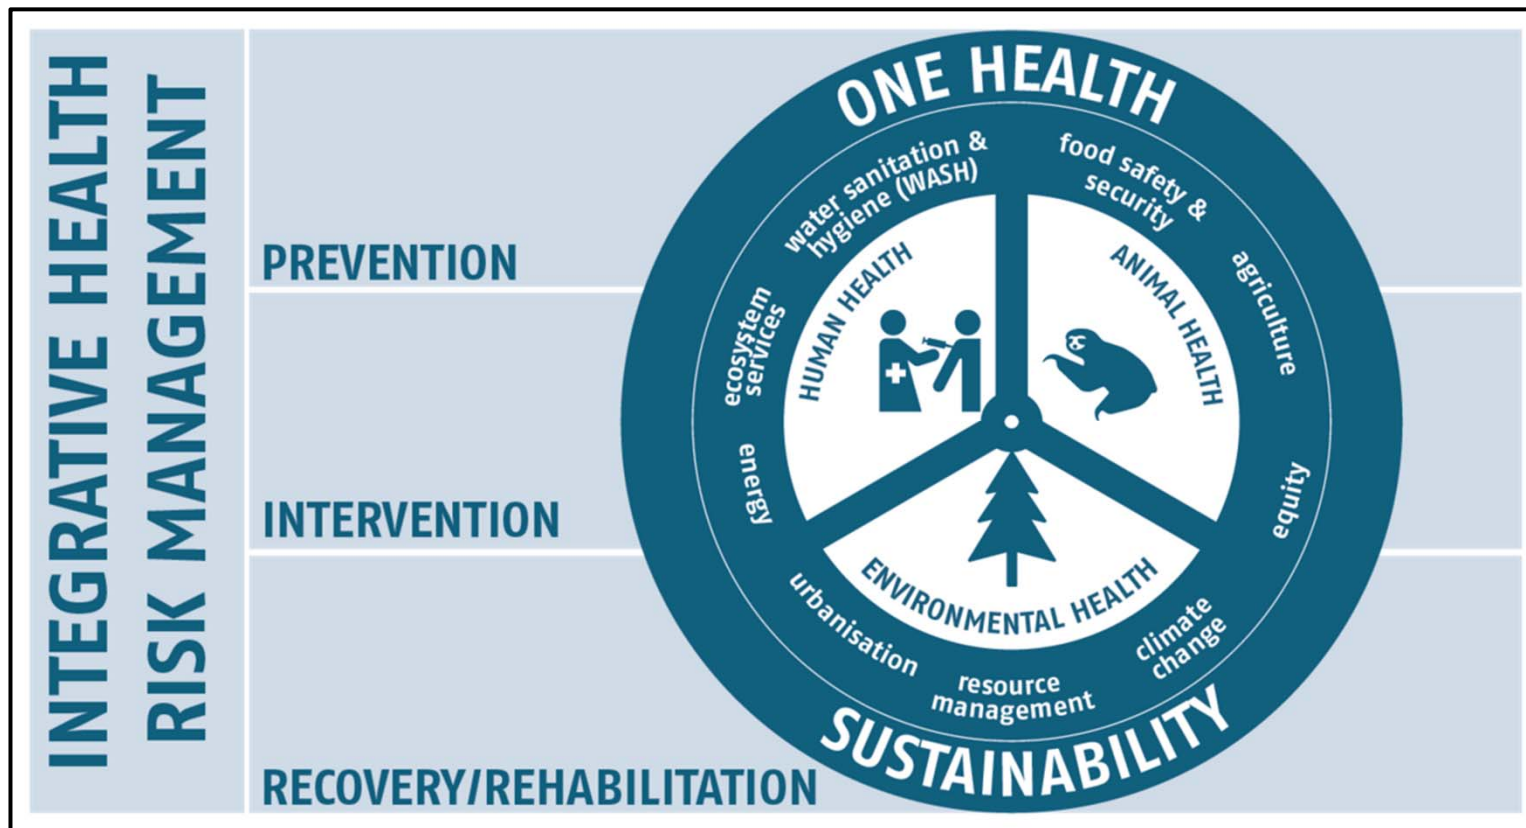 INTEGRATIVE HEALTH
RISK MANAGEMENT
PREVENTION
INTERVENTION
RECOVERY/REHABILITATION
ONE HEALTH
water sanitation &
hygiene (WASH)
food safety &
security
agriculture
equity
climate
change
resource
management
urbanisation
energy
ecosystem
services
HUMAN HEALTH
ANIMAL HEALTH
ENVIRONMENTAL HEALTH
SUSTAINABILITY